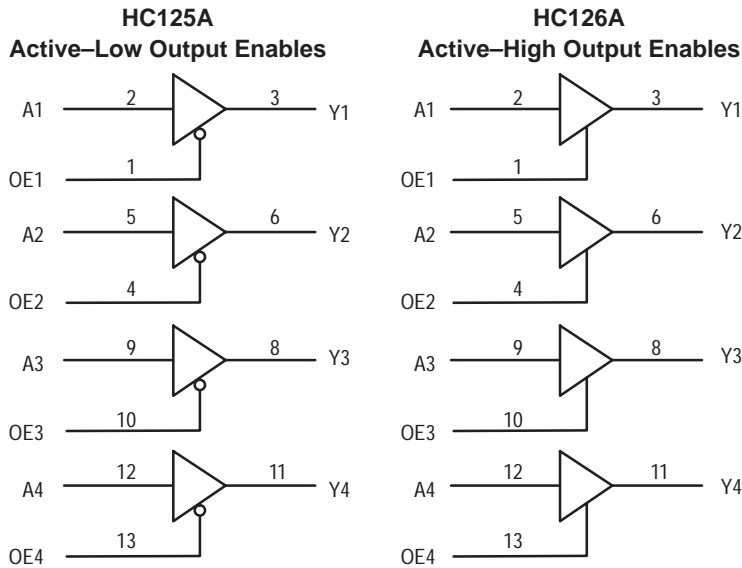 HC125A
Active–Low Output Enables
A1 2 3 Y1
OE1 1
A2 5 6 Y2
OE2 4
A3 9 8 Y3
OE3 10
A4 12 11 Y4
OE4 13
HC126A
Active–High Output Enables
A1 2 3 Y1
OE1 1
A2 5 6 Y2
OE2 4
A3 9 8 Y3
OE3 10
A4 12 11 Y4
OE4 13